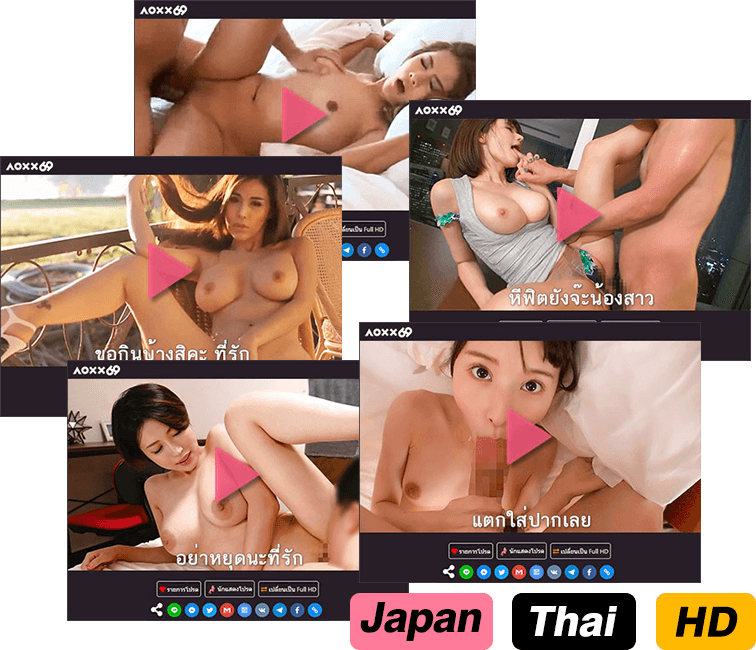 AOXX69
AOXX69
AOXX69
ลี่ยนเป็น Full HD
หีฟิตยังจ๊ะน้องสาว
AOXX69
ขอกินบ้างสิคะ ที่รัก
AOXX69
แตกใส่ปากเลย
อย่าหยุดนะที่รัก
รายการโปรด นักแสดงโปรด เปลี่ยนเป็น Full HD
รายการโปรด นักแสดงโปรด เปลี่ยนเป็น Full HD
Japan Thai HD